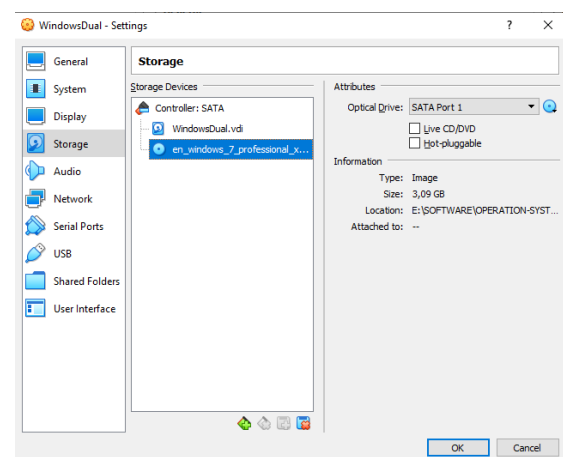 WindowsDual - Settings
General
System
Display
Storage
Audio
Network
Serial Ports
USB
Shared Folders
User Interface
Storage
Storage Devices
Controller: SATA
WindowsDual.vdi
en_windows_7_professional_x...
Attributes
Optical Drive: SATA Port 1
Live CD/DVD
Hot-pluggable
Information
Type: Image
Size: 3,09 GB
Location: E:\SOFTWARE\OPERATION-SYST...
Attached to: --
OK Cancel